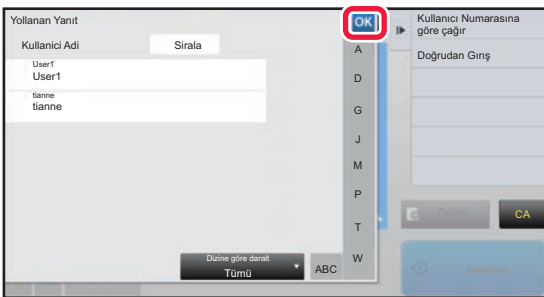 Yollanan Yanıt
OK
Kullanici Adi
Sirala
User1
User1
tianne
tianne
A
D
G
J
M
P
T
W
Dizine göre daralt
Tümü
ABC
Kullanıcı Numarasına
göre çağır
Doğrudan Gırış
CA